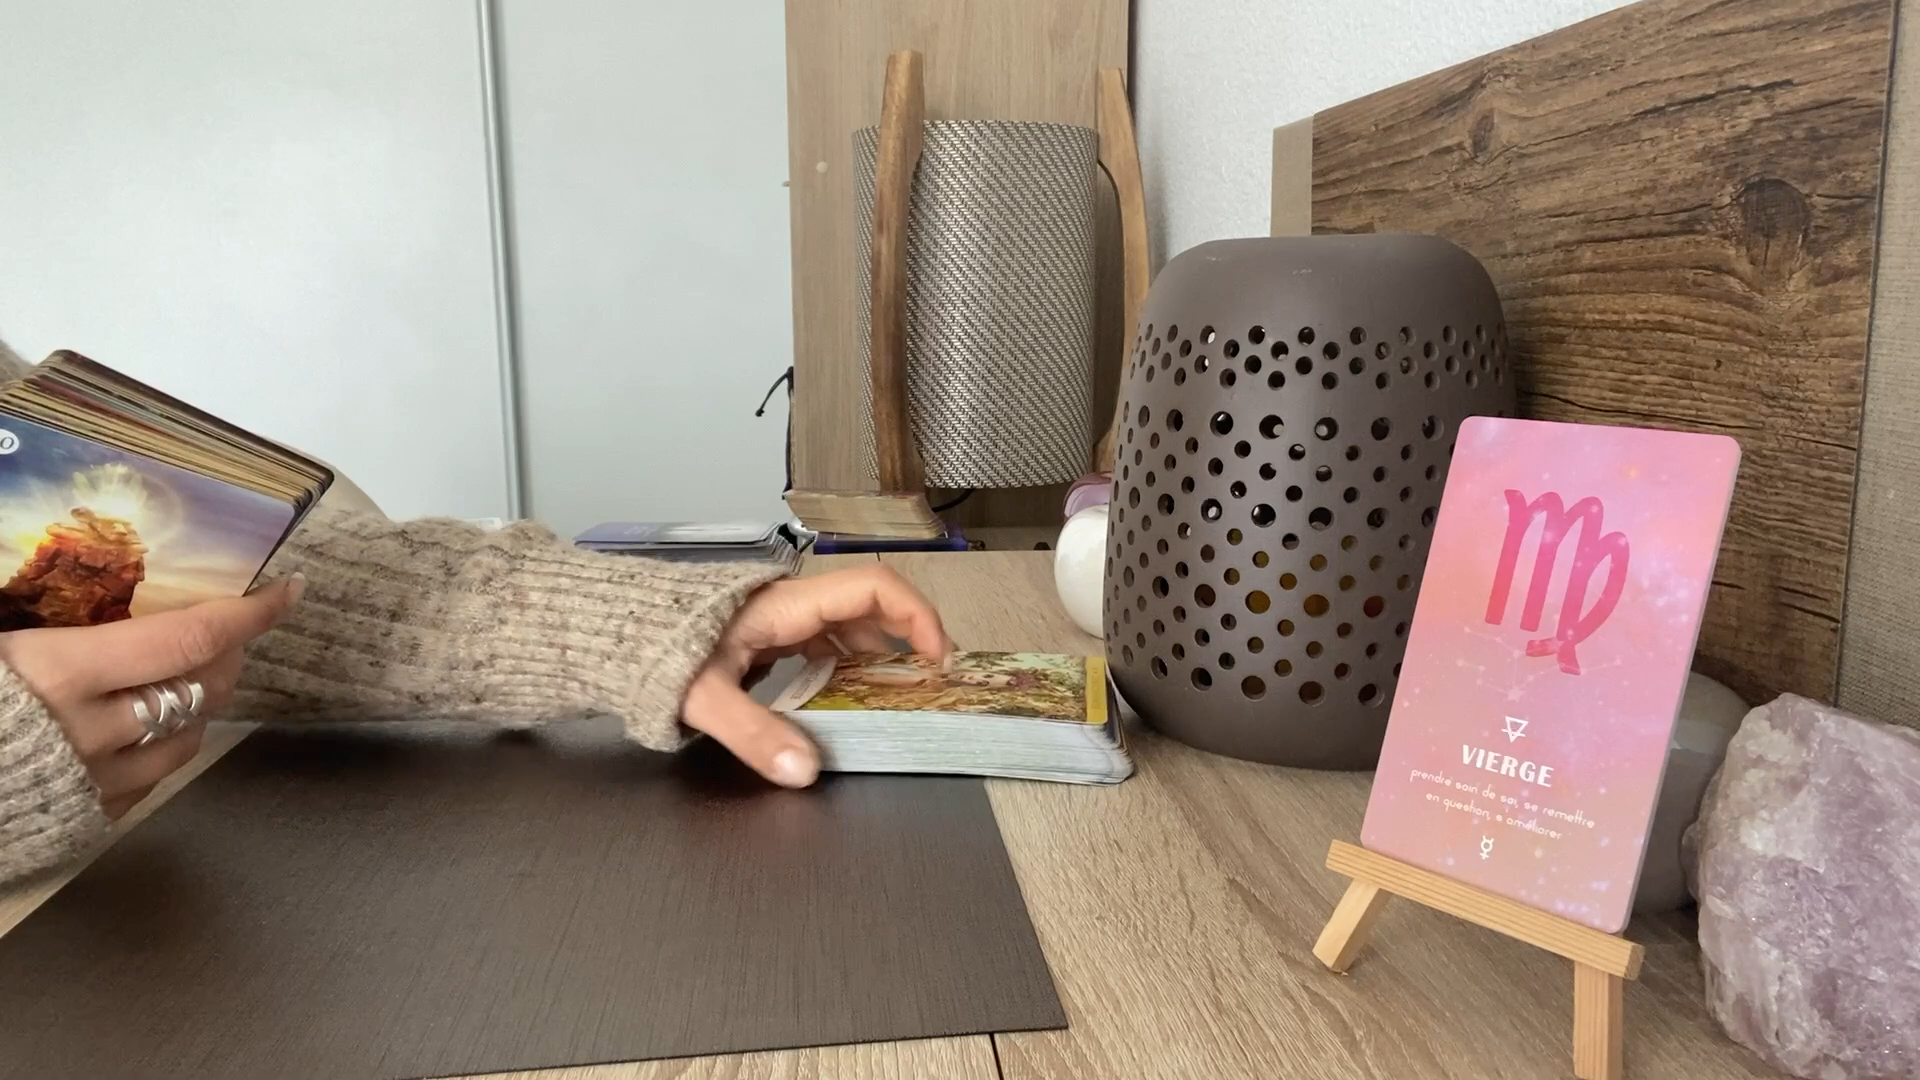 VIERGE
prendre soin de soi, se remettre
en question, s'améliorer